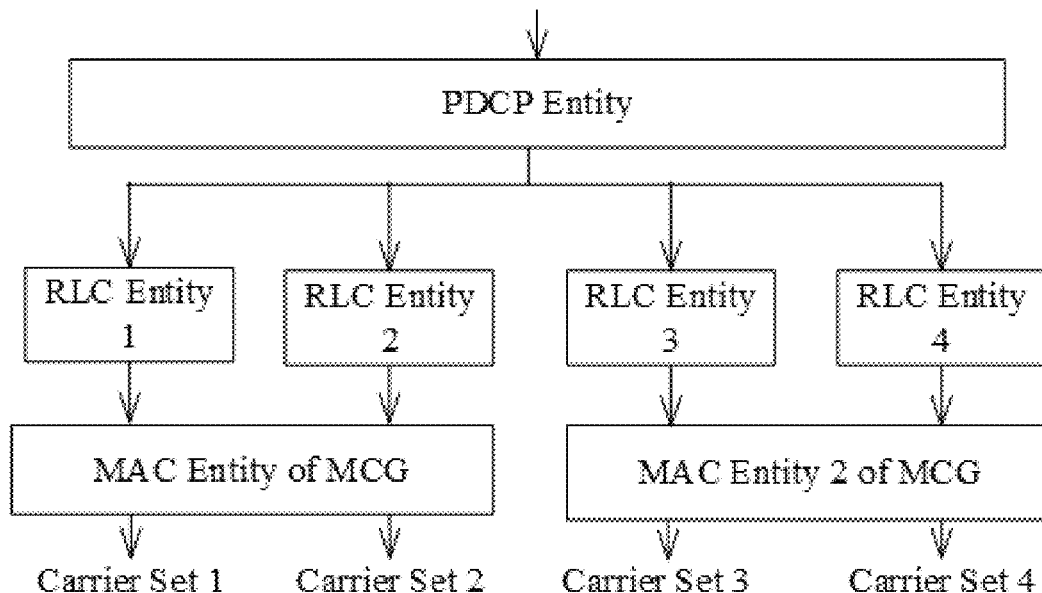 PDCP Entity
RLC Entity
1
RLC Entity
2
RLC Entity
3
RLC Entity
4
MAC Entity of MCG
MAC Entity 2 of MCG
Carrier Set 1
Carrier Set 2
Carrier Set 3
Carrier Set 4